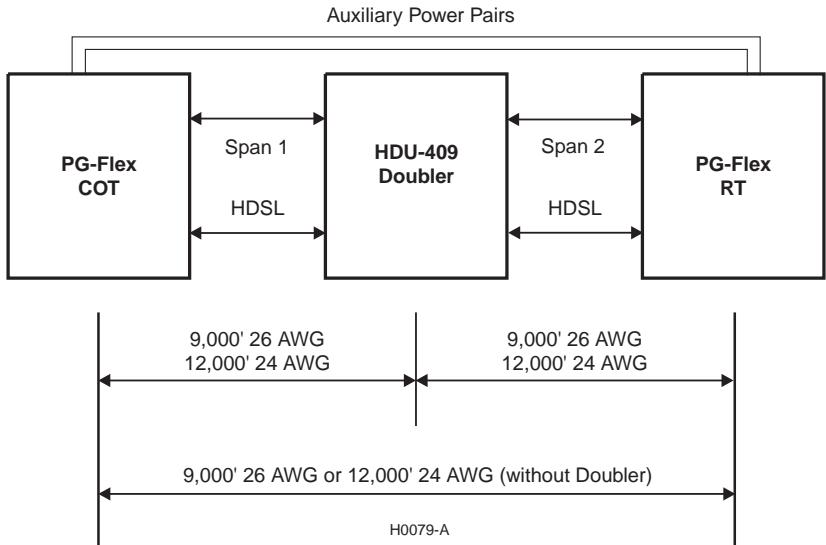 Auxiliary Power Pairs
PG-Flex
COT
Span 1
HDSL
HDU-409
Doubler
Span 2
HDSL
PG-Flex
RT
9,000' 26 AWG
12,000' 24 AWG
9,000' 26 AWG
12,000' 24 AWG
9,000' 26 AWG or 12,000' 24 AWG (without Doubler)
H0079-A